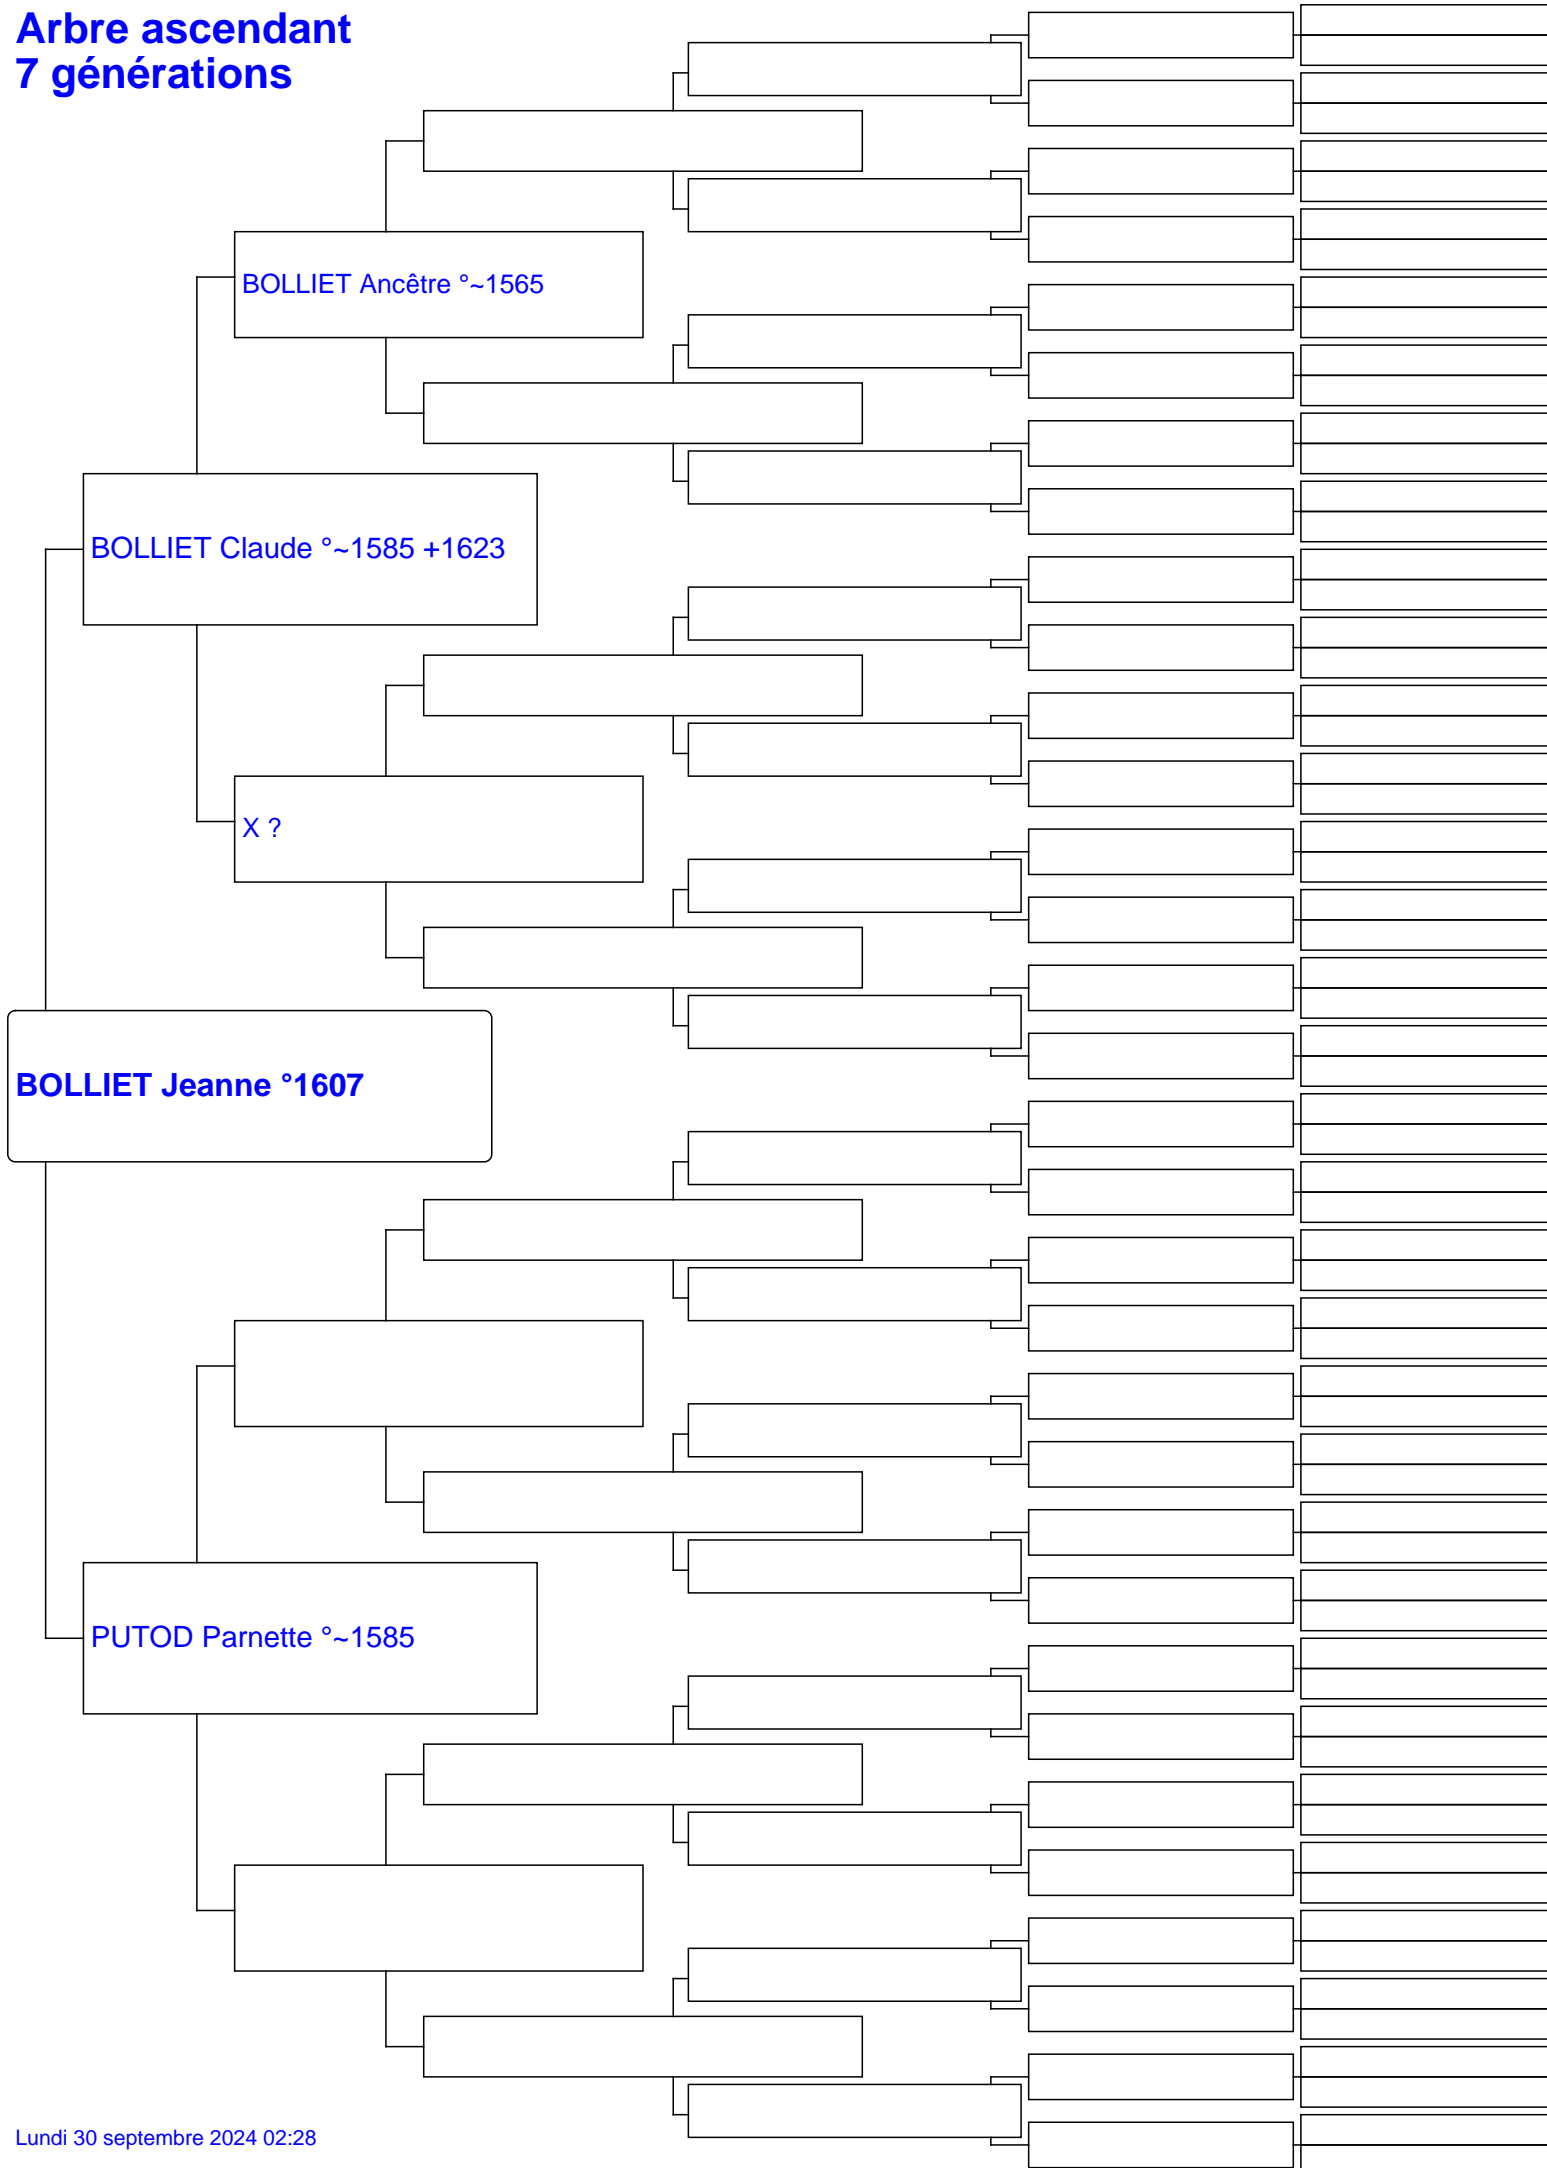 Arbre ascendant
7 générations
BOLLIET Ancêtre °~1565
BOLLIET Claude °~1585 +1623
X ?
BOLLIET Jeanne °1607
PUTOD Parnette °~1585
Lundi 30 septembre 2024 02:28